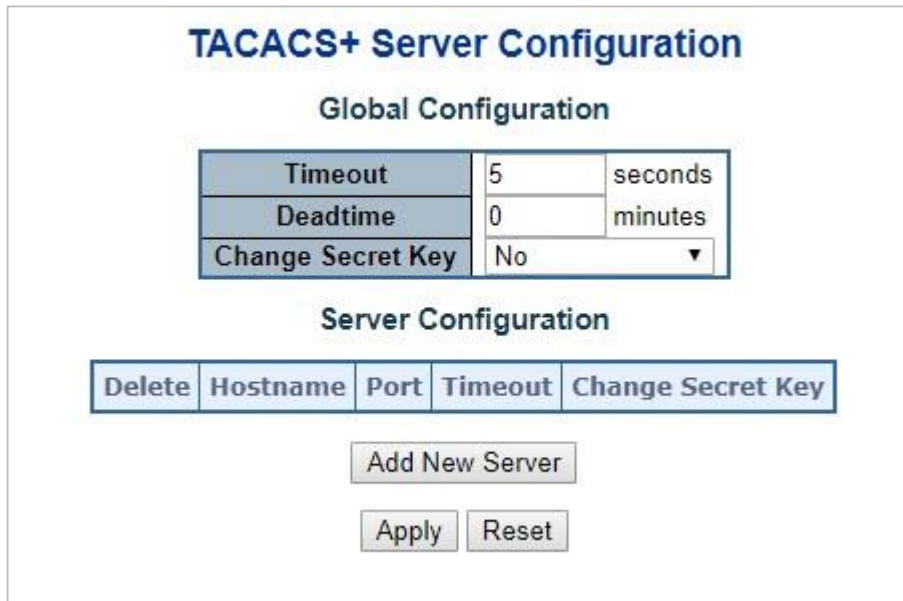 TACACS+ Server Configuration
Global Configuration
Timeout 5 seconds
Deadtime 0 minutes
Change Secret Key No
Server Configuration
Delete Hostname Port Timeout Change Secret Key
Add New Server
Apply Reset